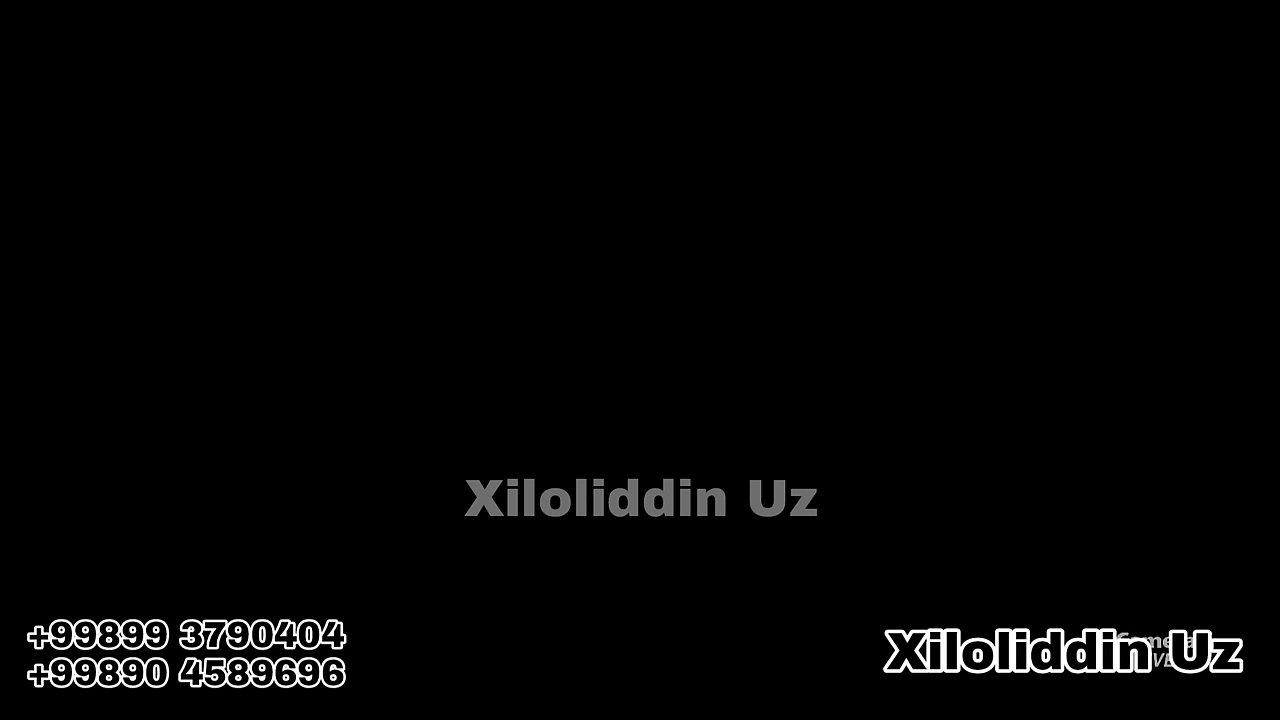 Xiloliddin Uz
+99899 3790404
+99890 4589696
Xiloliddin Uz